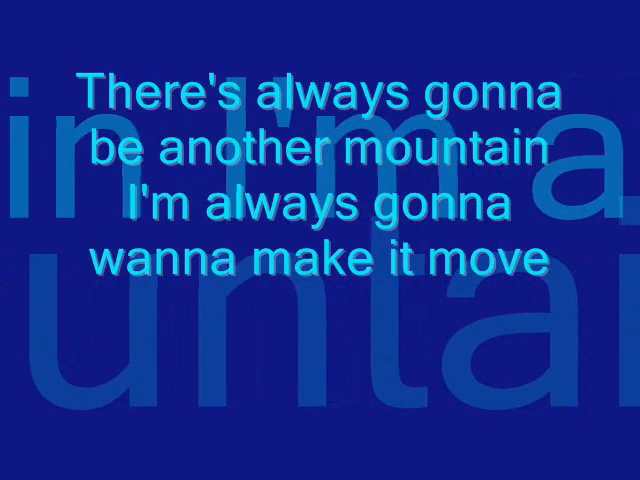 There's always gonna
be another mountain
I'm always gonna
wanna make it move
in I'm a
untai